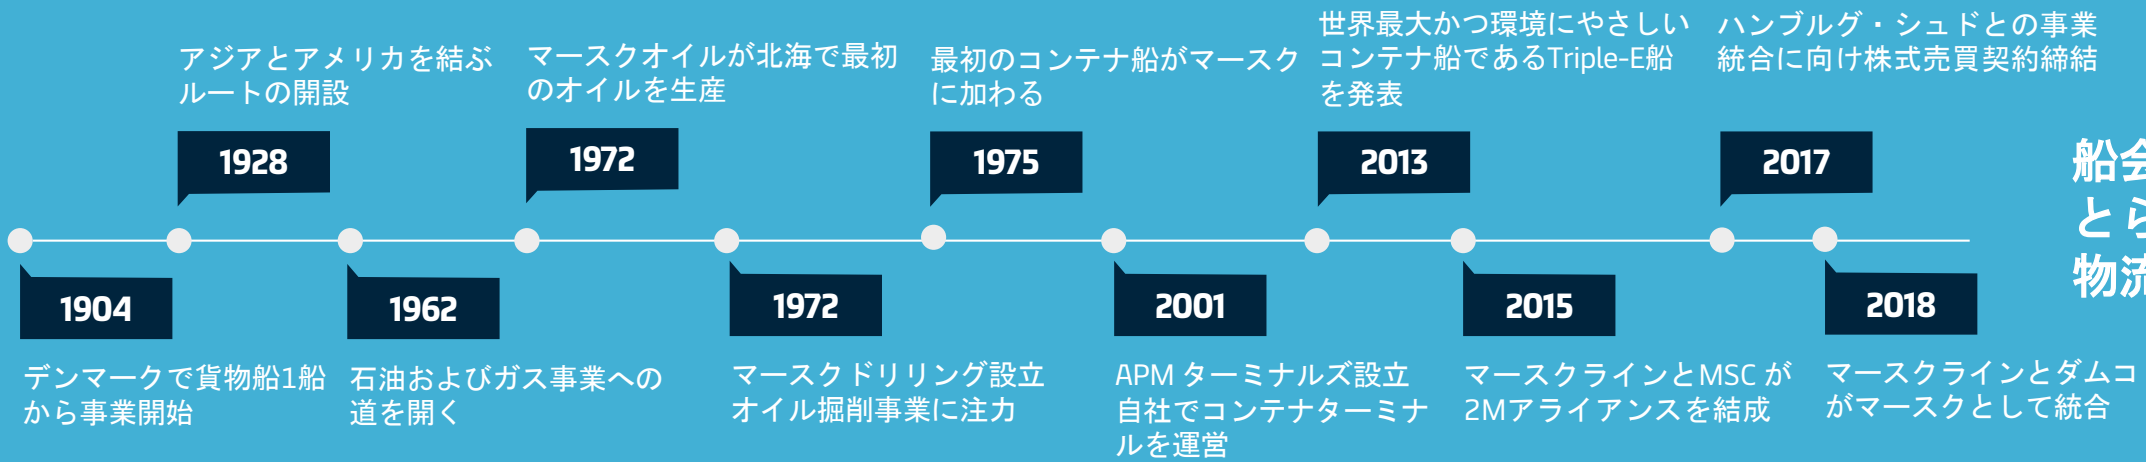 1904
デンマークで貨物船1船
から事業開始
アジアとアメリカを結ぶ
ルートの開設
1928
1962
石油およびガス事業への
道を開く
マースクオイルが北海で最初
のオイルを生産
1972
1972
マースクドリリング設立
オイル掘削事業に注力
最初のコンテナ船がマースク
に加わる
1975
2001
APM ターミナルズ設立
自社でコンテナターミナ
ルを運営
世界最大かつ環境にやさしい
コンテナ船であるTriple-E船
を発表
2013
2015
マースクラインとMSC が
2Mアライアンスを結成
ハンブルグ・シュドとの事業
統合に向け株式売買契約締結
2017
2018
マースクラインとダムコ
がマースクとして統合
船会
とら
物流